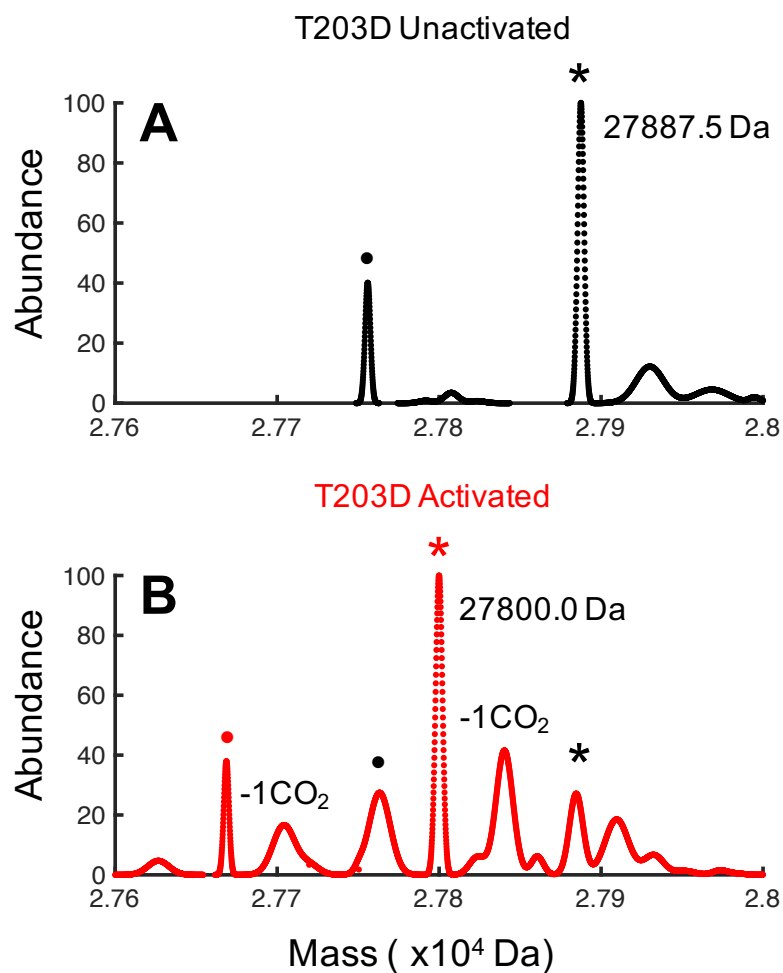 T203D Unactivated
A
*
27887.5 Da
100
80
60
40
20
0
Abundance
2.76
2.77
2.78
2.79
2.8
T203D Activated
B
*
27800.0 Da
-1CO₂
*
-1CO₂
100
80
60
40
20
0
Abundance
2.76
2.77
2.78
2.79
2.8
Mass ( x10⁴ Da)